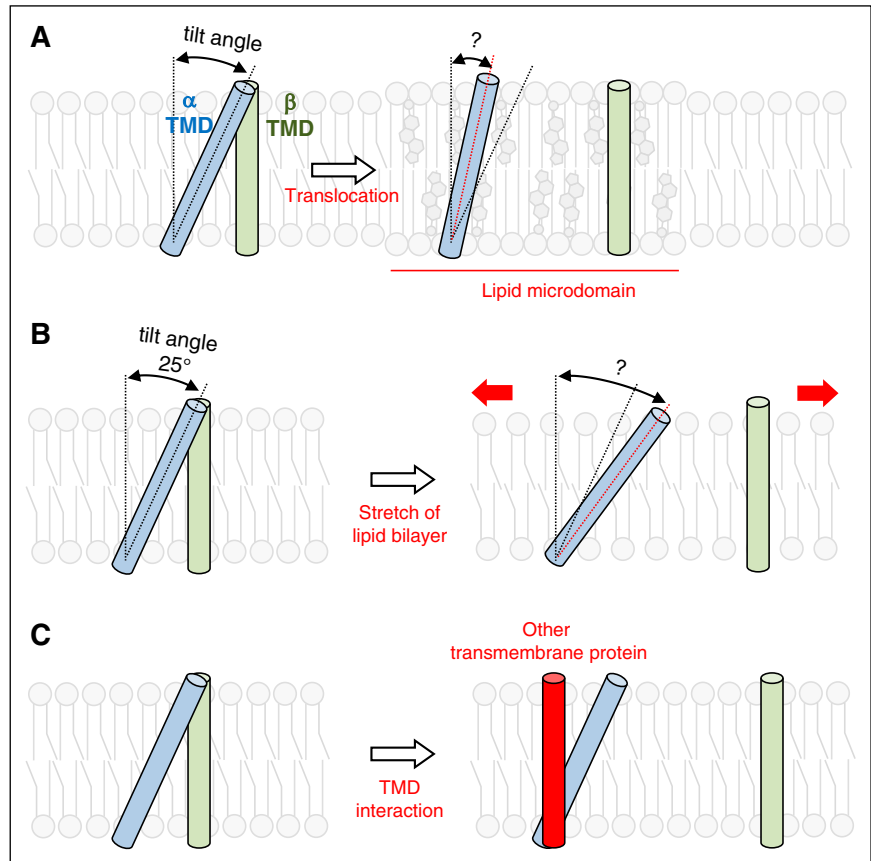 A
tilt angle
?
α
TMD
β
TMD
Translocation
Lipid microdomain
B
tilt angle
25°
?
Stretch of
lipid bilayer
C
Other
transmembrane protein
TMD
interaction